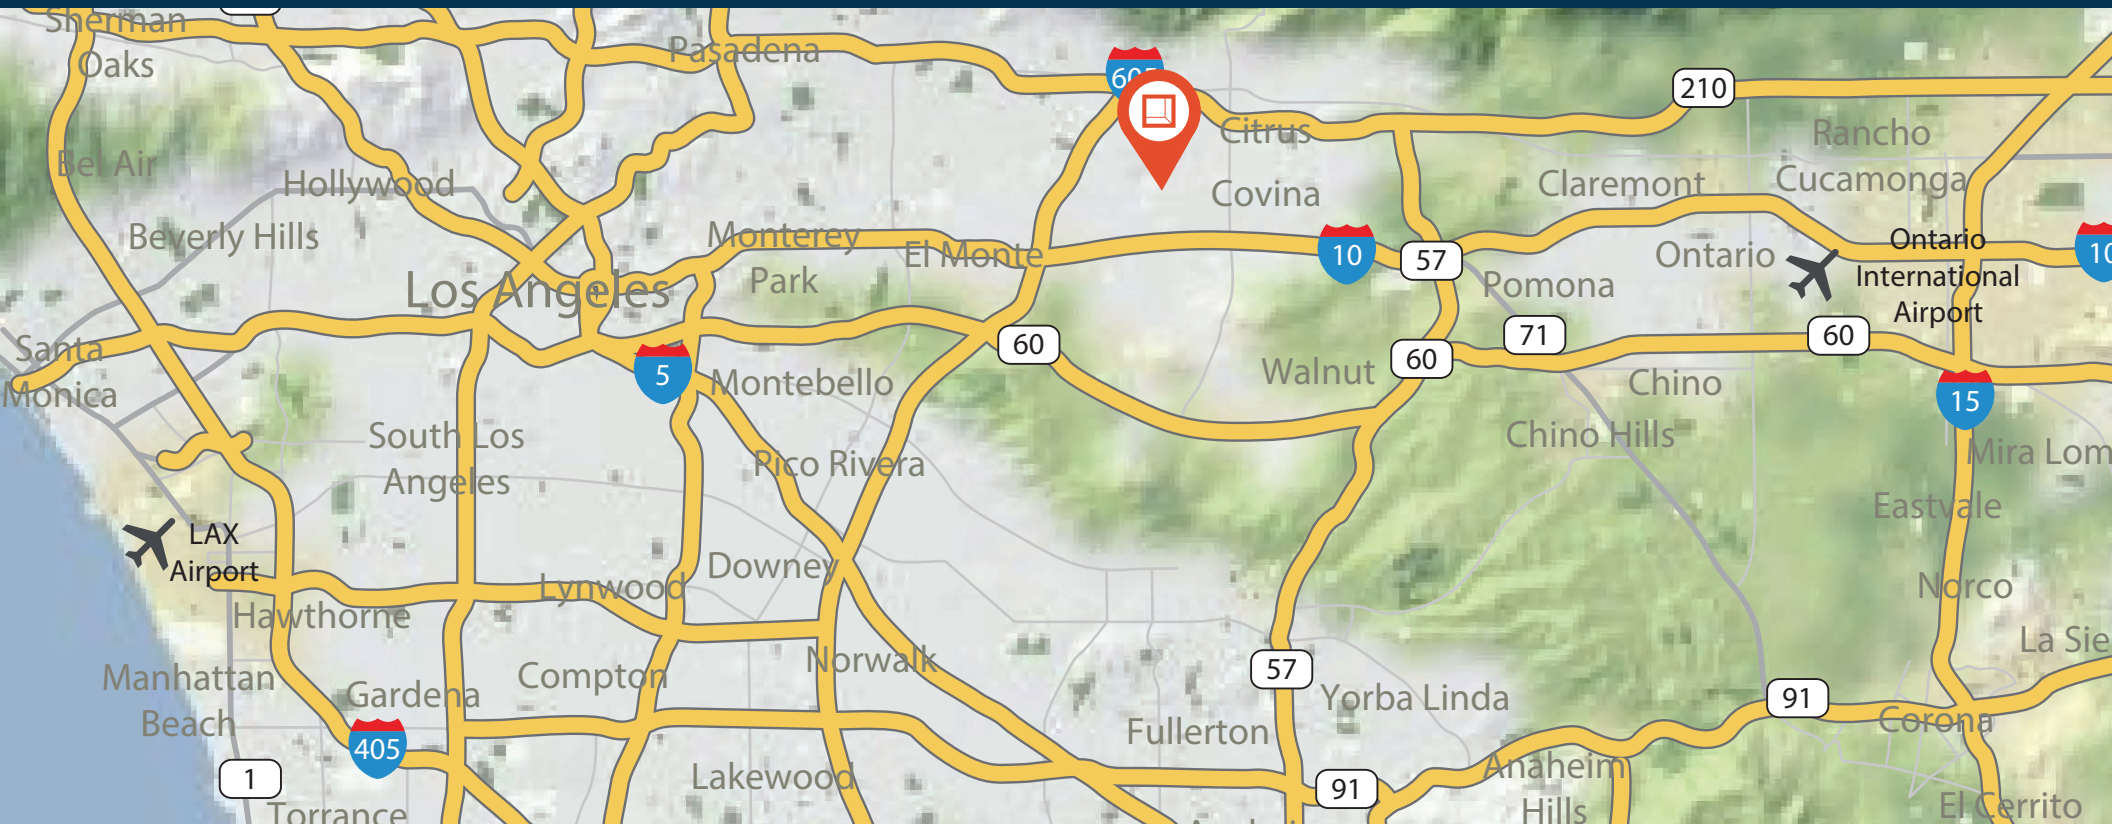 Sherman
Oaks
Pasadena
210
Citrus
Rancho
Cucamonga
Bel Air
Hollywood
Covina
Claremont
Beverly Hills
Monterey
Park
El Monte
10
57
Ontario
Ontario
International
Airport
10
Los Angeles
Pomona
Santa
Monica
60
71
60
60
5
Montebello
Walnut
Chino
15
South Los
Angeles
Pico Rivera
Chino Hills
Mira Lom
Eastvale
LAX
Airport
Downey
Lynwood
Norco
Hawthorne
La Sie
Manhattan
Beach
Gardena
Compton
Norwalk
57
Yorba Linda
91
Corona
Fullerton
405
1
Lakewood
91
Anaheim
Hills
El Cerrito
Torrance